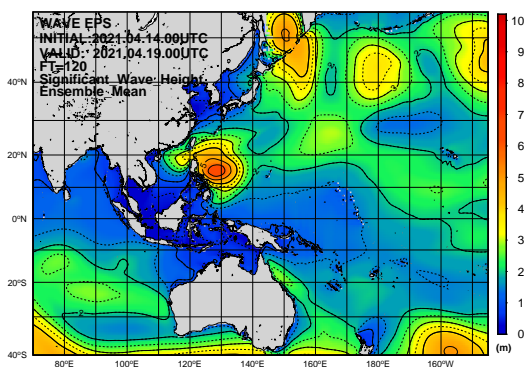 WAVE EPS
INITIAL:2021.04.14.00UTC
VALID: 2021.04.19.00UTC
FT=120
Significant Wave Height
Ensemble Mean
40°N
20°N
0°N
20°S
40°S
80°E
100°E
120°E
140°E
160°E
180°
160°W
10
9
8
7
6
5
4
3
2
1
0
(m)